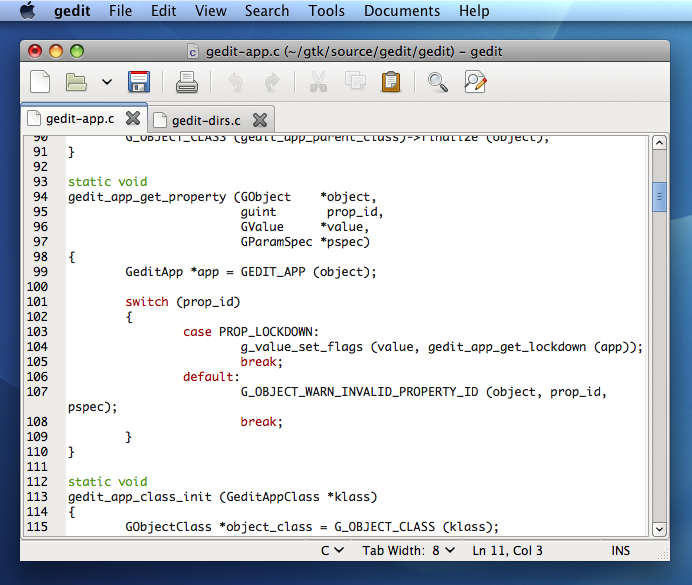 gedit File Edit View Search Tools Documents Help
gedit-app.c (~/gtk/source/gedit/gedit) – gedit
gedit-app.c gedit-dirs.c
90 G_OBJECT_CLASS (gedit_app_parent_class)->finalize (object);
91 }
92
93 static void
94 gedit_app_get_property (GObject *object,
95 guint prop_id,
96 GValue *value,
97 GParamSpec *pspec)
98 {
99 GeditApp *app = GEDIT_APP (object);
100
101 switch (prop_id)
102 {
103 case PROP_LOCKDOWN:
104 g_value_set_flags (value, gedit_app_get_lockdown (app));
105 break;
106 default:
107 G_OBJECT_WARN_INVALID_PROPERTY_ID (object, prop_id,
pspec);
108 break;
109 }
110 }
111
112 static void
113 gedit_app_class_init (GeditAppClass *klass)
114 {
115 GObjectClass *object_class = G_OBJECT_CLASS (klass);
C Tab Width: 8 Ln 11, Col 3 INS